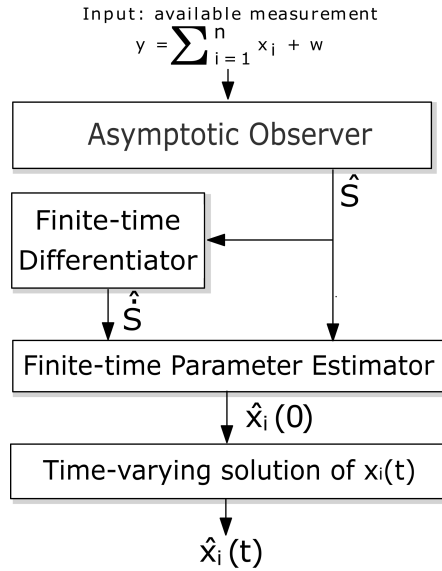 Input: available measurement
y = ∑ⁿᵢ₌₁ xᵢ + w
Asymptotic Observer
Ŝ
Finite-time
Differentiator
Ṡ̂
Finite-time Parameter Estimator
x̂ᵢ(0)
Time-varying solution of xᵢ(t)
x̂ᵢ(t)